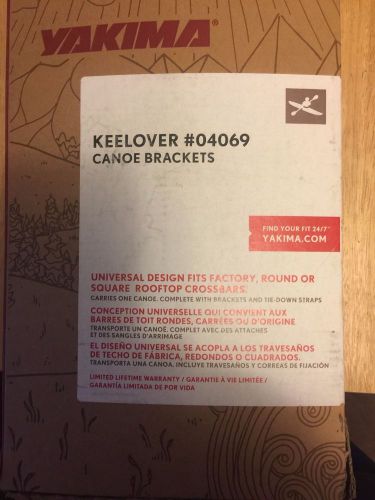 YAKIMA®
KEELOVER #04069
CANOE BRACKETS
FIND YOUR FIT 24/7™
YAKIMA.COM
UNIVERSAL DESIGN FITS FACTORY, ROUND OR
SQUARE ROOFTOP CROSSBARS.
CARRIES ONE CANOE. COMPLETE WITH BRACKETS AND TIE-DOWN STRAPS
CONCEPTION UNIVERSELLE QUI CONVIENT AUX
BARRES DE TOIT RONDES, CARRÉES OU D'ORIGINE
TRANSPORTE UN CANOË. COMPLET AVEC DES ATTACHES
ET DES SANGLES D'ARRIMAGE
EL DISEÑO UNIVERSAL SE ACOPLA A LOS TRAVESAÑOS
DE TECHO DE FÁBRICA, REDONDOS O CUADRADOS.
TRANSPORTA UNA CANOA. INCLUYE TRAVESAÑOS Y CORREAS DE FIJACIÓN
LIMITED LIFETIME WARRANTY / GARANTIE À VIE LIMITÉE /
GARANTÍA LIMITADA DE POR VIDA